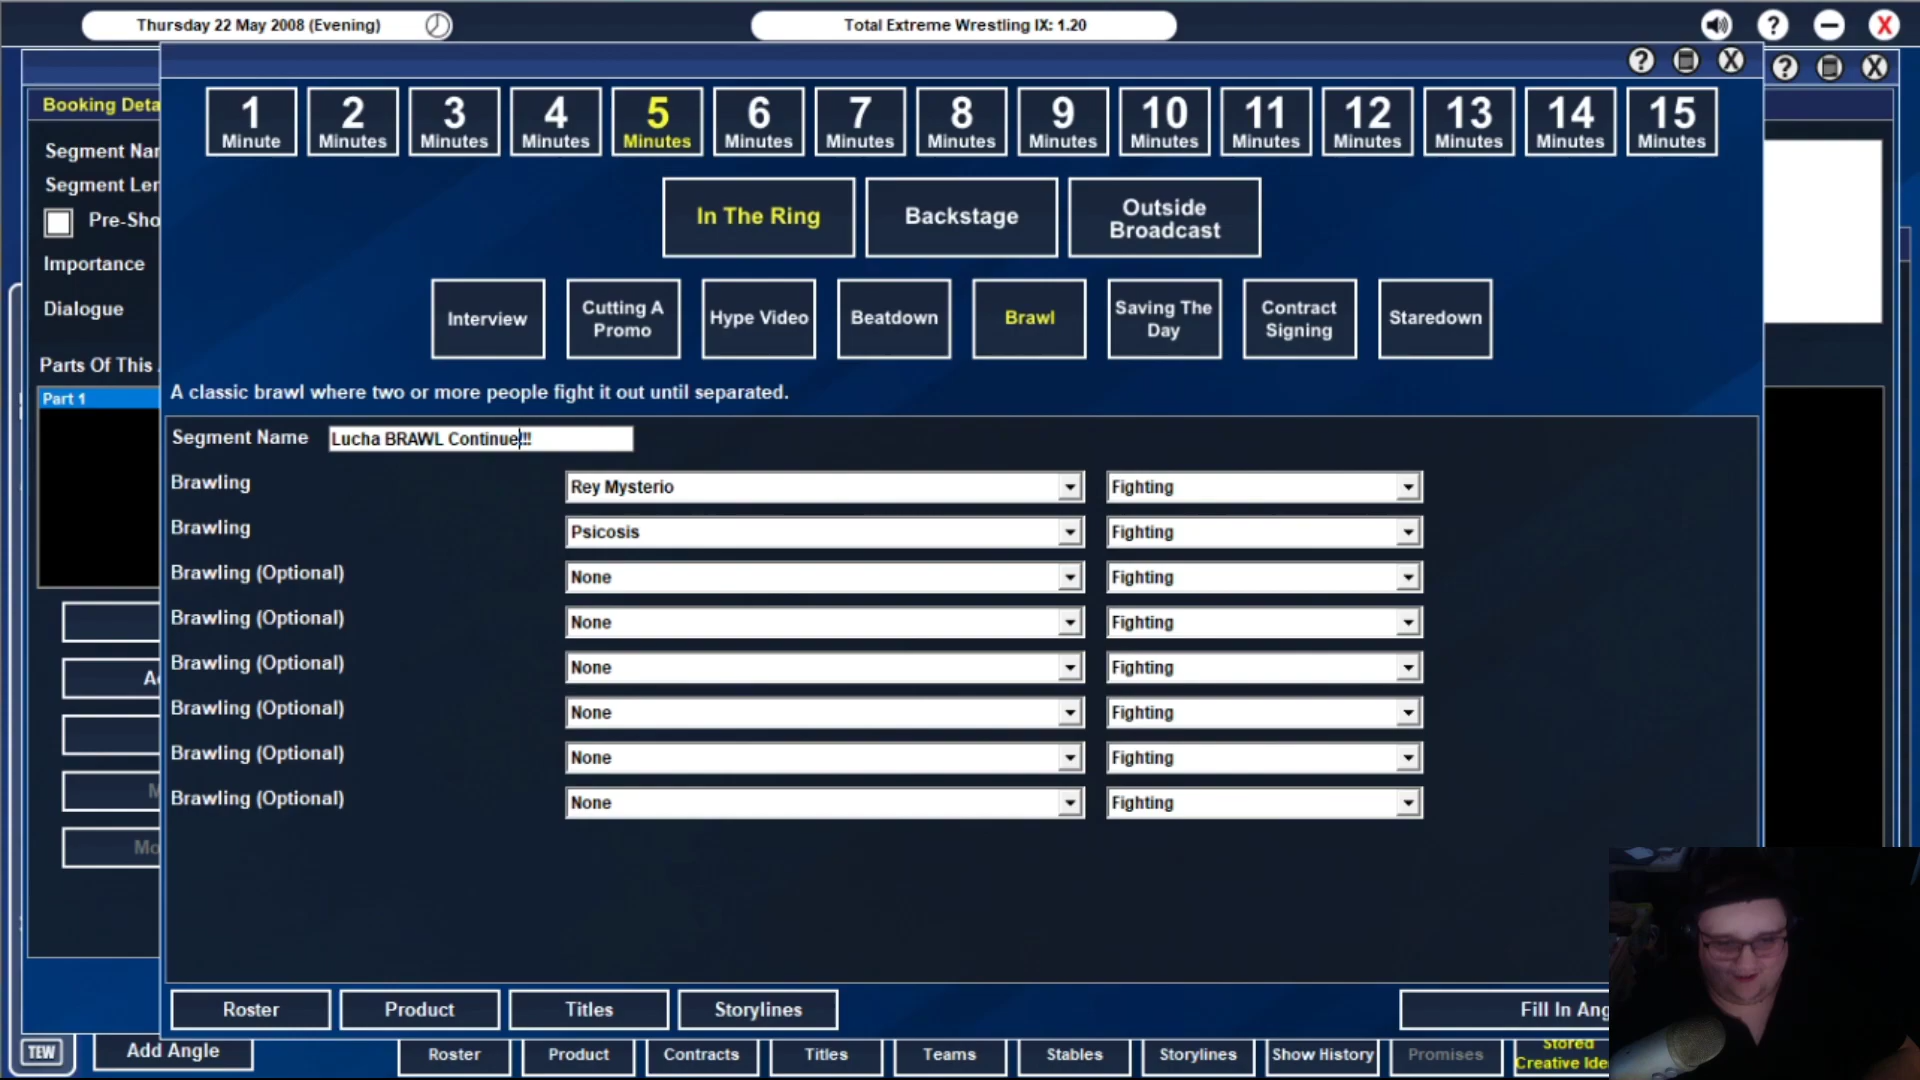 Thursday 22 May 2008 (Evening)
Total Extreme Wrestling IX: 1.20
?
X
? X
? X
Booking Deta
Segment Nar
Segment Ler
Pre-Sho
Importance
Dialogue
Parts Of This
Part 1
1 Minute
2 Minutes
3 Minutes
4 Minutes
5 Minutes
6 Minutes
7 Minutes
8 Minutes
9 Minutes
10 Minutes
11 Minutes
12 Minutes
13 Minutes
14 Minutes
15 Minutes
In The Ring
Backstage
Outside
Broadcast
Interview
Cutting A
Promo
Hype Video
Beatdown
Brawl
Saving The
Day
Contract
Signing
Staredown
A classic brawl where two or more people fight it out until separated.
Segment Name Lucha BRAWL Continue!!!
Brawling Rey Mysterio Fighting
Brawling Psicosis Fighting
Brawling (Optional) None Fighting
Brawling (Optional) None Fighting
Brawling (Optional) None Fighting
Brawling (Optional) None Fighting
Brawling (Optional) None Fighting
Brawling (Optional) None Fighting
A
M
Mo
Roster Product Titles Storylines Fill In Ang
TEW Add Angle Roster Product Contracts Titles Teams Stables Storylines Show History Promises Stored
Creative Ide